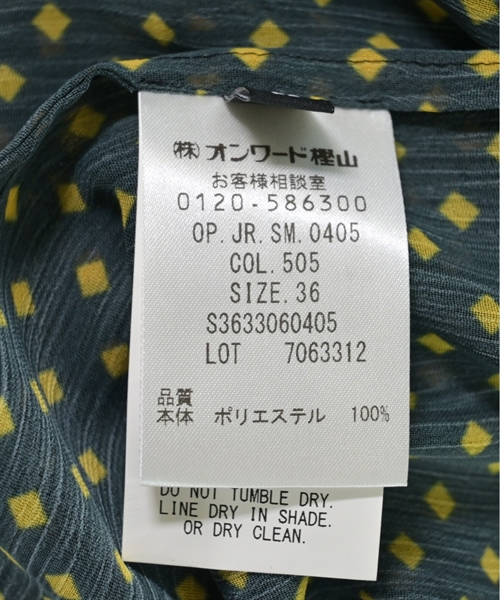 (株)オンワード樫山
お客様相談室
0120-586300
OP.JR.SM.0405
COL.505
SIZE.36
S3633060405
LOT 7063312
品質
本体 ポリエステル 100%
DO NOT TUMBLE DRY.
LINE DRY IN SHADE.
OR DRY CLEAN.